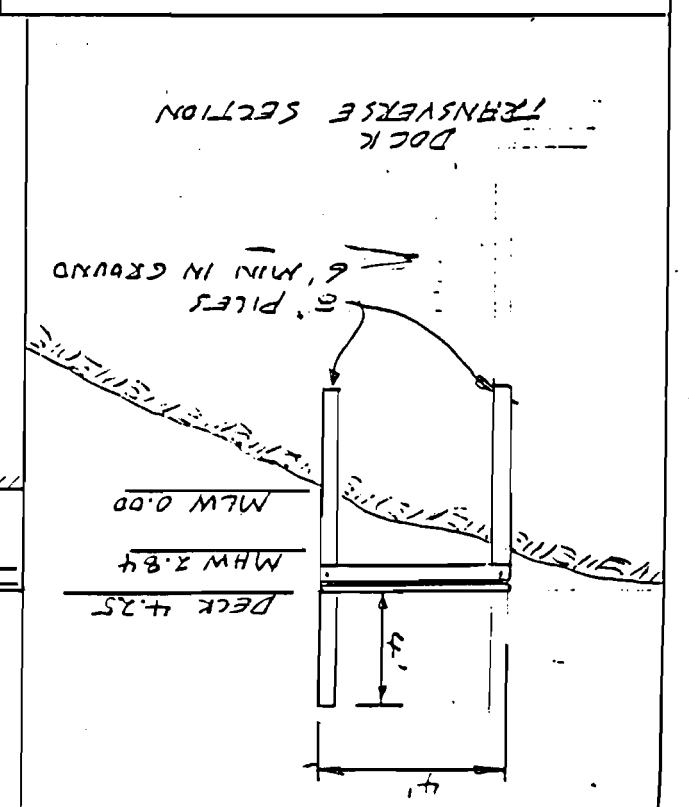 4'
4'
DECK 4.25
MHW 2.84
MLW 0.00
8" PILES
6' MIN IN GROUND
DOCK
TRANSVERSE SECTION